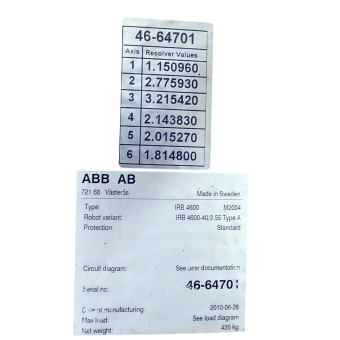 46-64701
Axis Resolver Values
1 1.150960
2 2.775930
3 3.215420
4 2.143830
5 2.015270
6 1.814800
ABB AB
721 68 Västerås Made in Sweden
Type: IRB 4600 M2004
Robot variant: IRB 4600-40/2.55 Type A
Protection: Standard
Circuit diagram: See user documentation
Serial no: 46-64701
manufacturing: 2010-06-28
Max load: See load diagram
Net weight: 435 kg